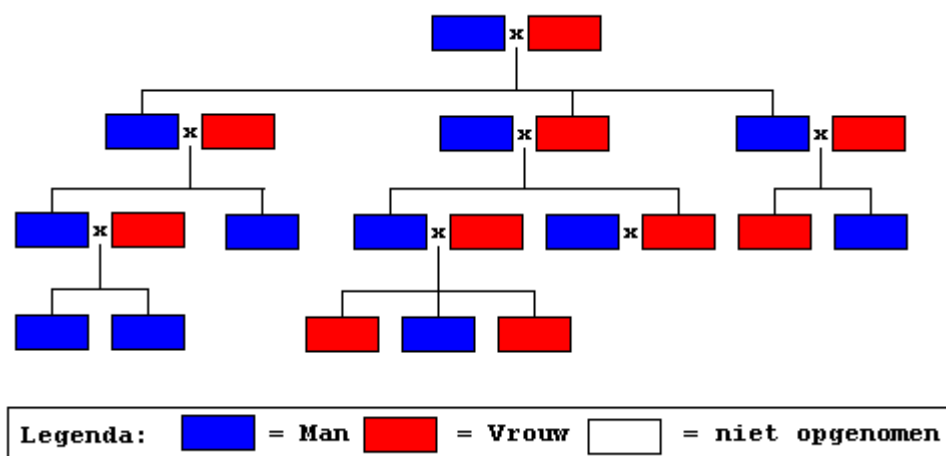 x
x x x
x x x
x
Legenda: = Man = Vrouw = niet opgenomen